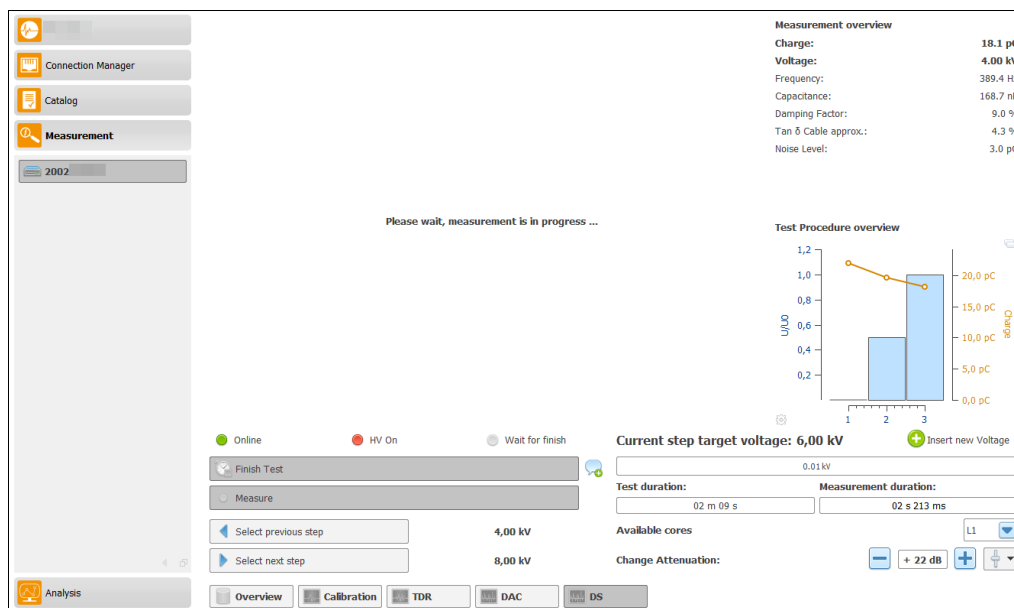 Connection Manager
Catalog
Measurement
2002
Analysis
Please wait, measurement is in progress ...
Measurement overview
Charge: 18.1 pC
Voltage: 4.00 kV
Frequency: 389.4 H
Capacitance: 168.7 n
Damping Factor: 9.0 %
Tan δ Cable approx.: 4.3 %
Noise Level: 3.0 pC
Test Procedure overview
1,2
1,0
0,8
0,6
0,4
0,2
U/U0
20,0 pC
15,0 pC
10,0 pC
5,0 pC
0,0 pC
Charge
1 2 3
Online HV On Wait for finish
Finish Test
Measure
Select previous step 4,00 kV
Select next step 8,00 kV
Current step target voltage: 6,00 kV Insert new Voltage
0.01kV
Test duration: Measurement duration:
02 m 09 s 02 s 213 ms
Available cores L1
Change Attenuation: + 22 dB
Overview Calibration TDR DAC DS